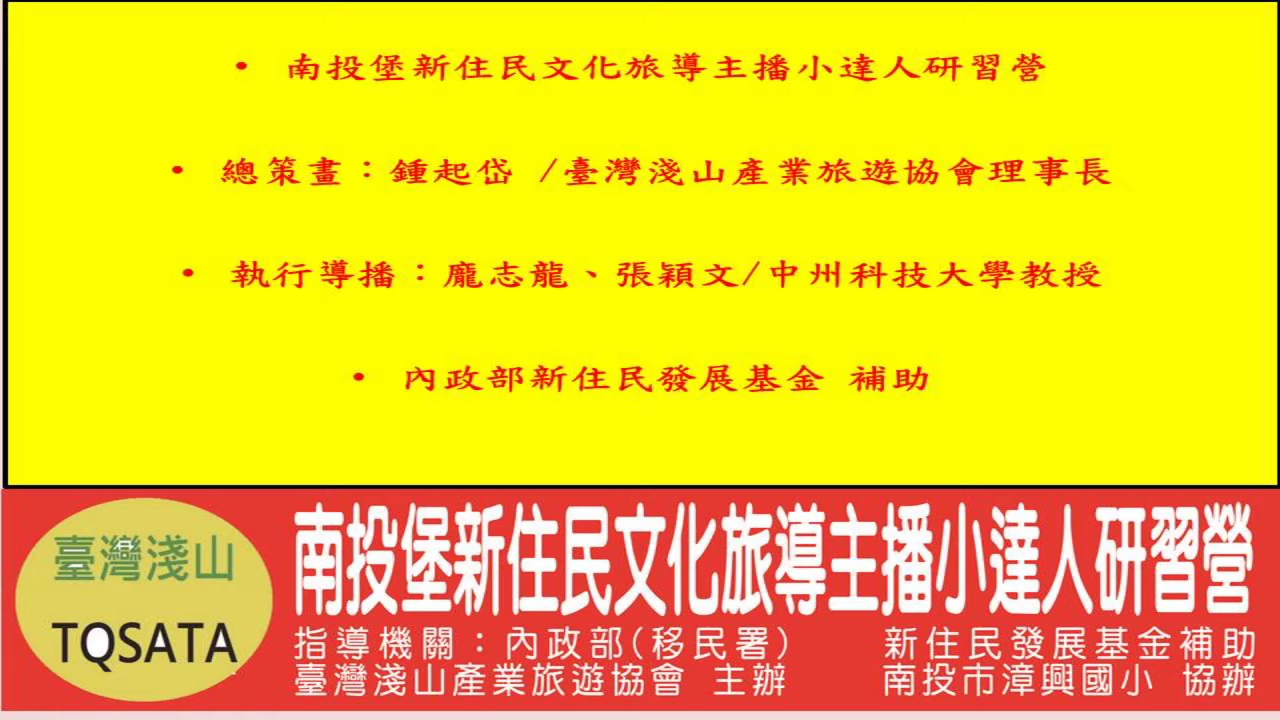 • 南投堡新住民文化旅導主播小達人研習營
• 總策畫：鍾起岱 /臺灣淺山產業旅遊協會理事長
• 執行導播：龐志龍、張穎文/中州科技大學教授
• 內政部新住民發展基金 補助
臺灣淺山
TQSATA
南投堡新住民文化旅導主播小達人研習營
指導機關：內政部(移民署) 新住民發展基金補助
臺灣淺山產業旅遊協會 主辦 南投市漳興國小 協辦